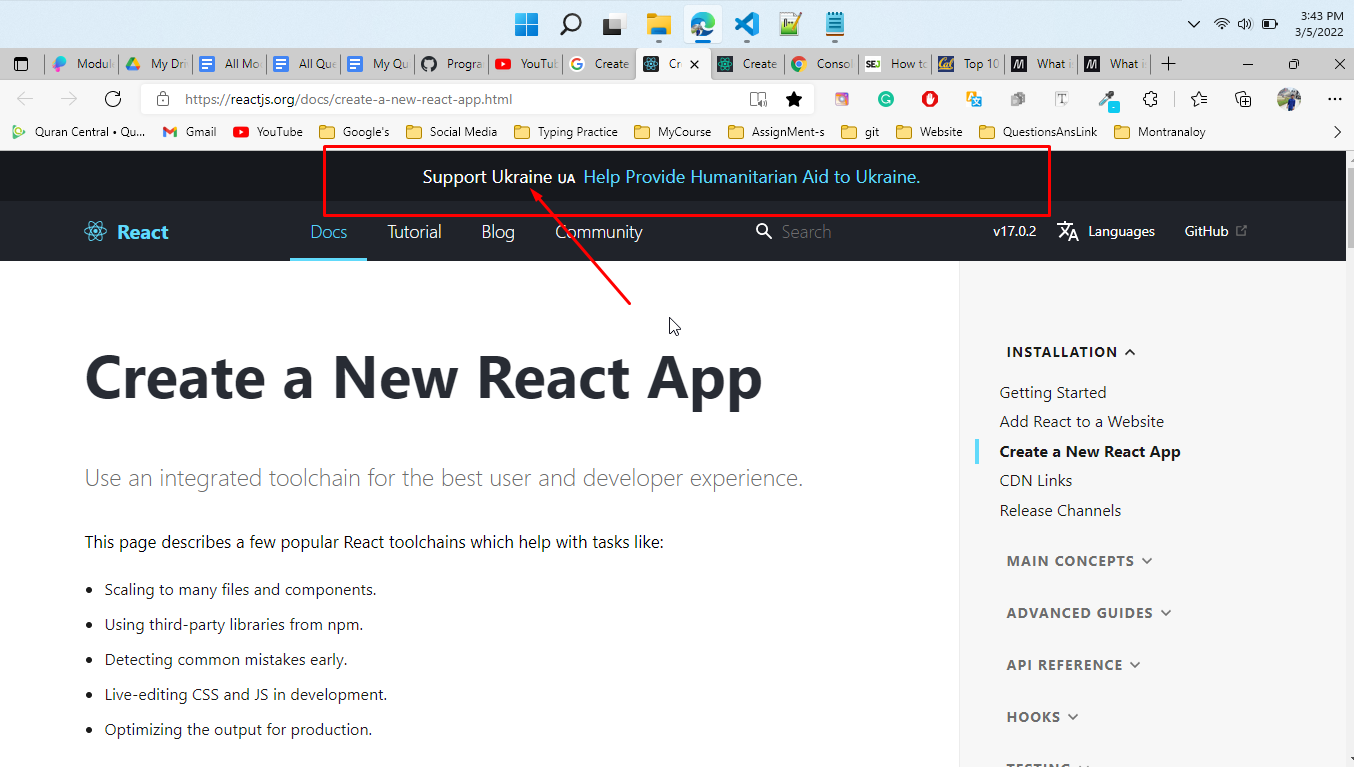 3:43 PM
3/5/2022
Modul
My Dri
All Mo
All Que
My Qu
Progra
YouTub
Create
Cr
Create
Consol
How to
Top 10
What i
What is
https://reactjs.org/docs/create-a-new-react-app.html
Quran Central • Qu...
Gmail
YouTube
Google's
Social Media
Typing Practice
MyCourse
AssignMent-s
git
Website
QuestionsAnsLink
Montranaloy
Support Ukraine UA Help Provide Humanitarian Aid to Ukraine.
React
Docs
Tutorial
Blog
Community
Search
v17.0.2
Languages
GitHub
Create a New React App
Use an integrated toolchain for the best user and developer experience.
This page describes a few popular React toolchains which help with tasks like:
• Scaling to many files and components.
• Using third-party libraries from npm.
• Detecting common mistakes early.
• Live-editing CSS and JS in development.
• Optimizing the output for production.
INSTALLATION
Getting Started
Add React to a Website
Create a New React App
CDN Links
Release Channels
MAIN CONCEPTS
ADVANCED GUIDES
API REFERENCE
HOOKS
TESTING